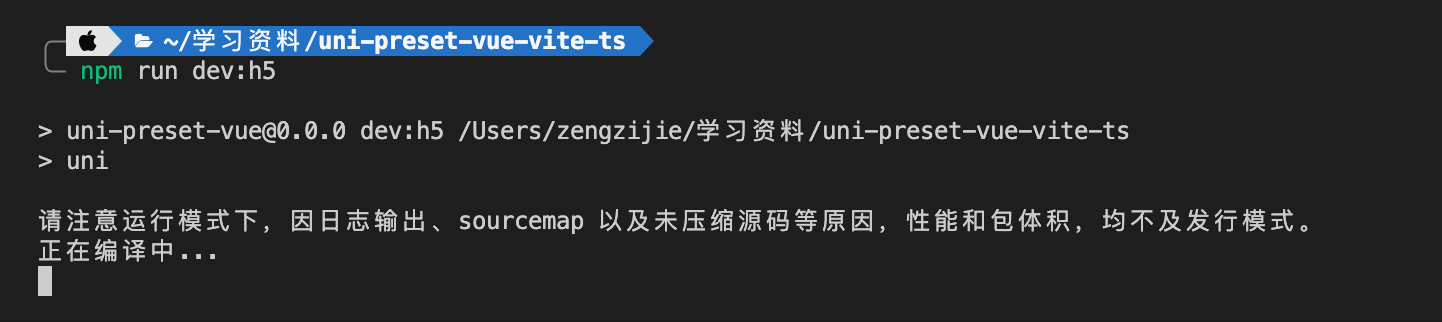 ~/学习资料/uni-preset-vue-vite-ts
npm run dev:h5
> uni-preset-vue@0.0.0 dev:h5 /Users/zengzijie/学习资料/uni-preset-vue-vite-ts
> uni
请注意运行模式下，因日志输出、sourcemap 以及未压缩源码等原因，性能和包体积，均不及发行模式。
正在编译中...